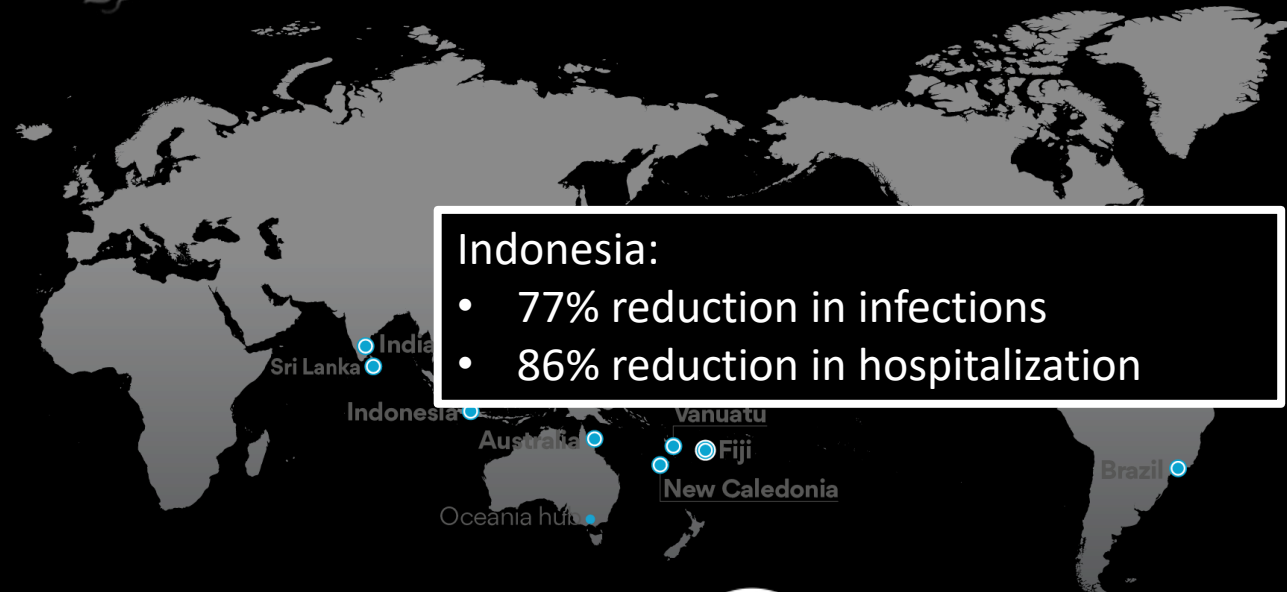 Indonesia:
• 77% reduction in infections
• 86% reduction in hospitalization
India
Sri Lanka
Indonesia
Vanuatu
Australia
Fiji
Brazil
New Caledonia
Oceania hub